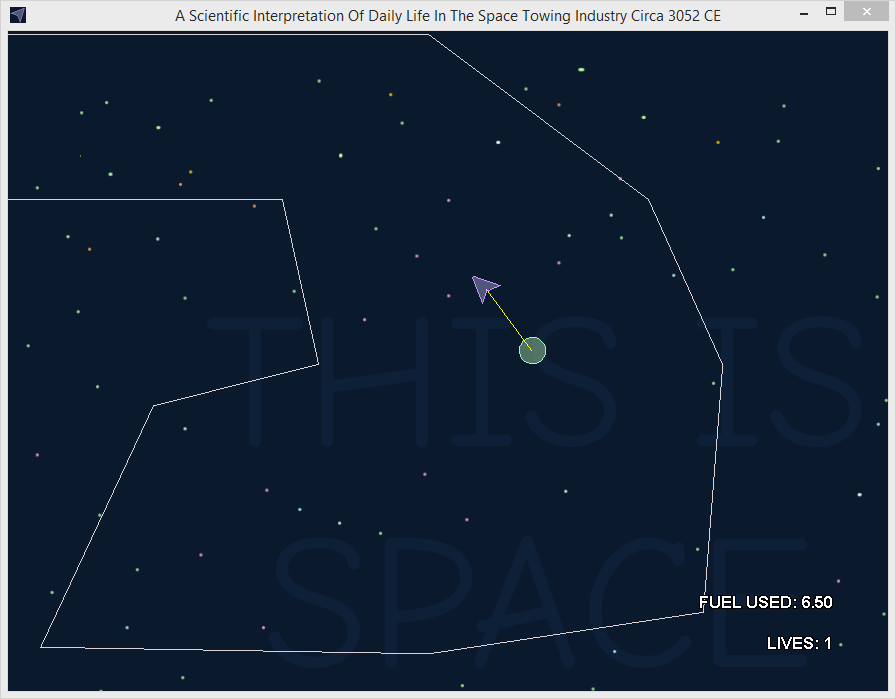 A Scientific Interpretation Of Daily Life In The Space Towing Industry Circa 3052 CE
THIS IS
SPACE
FUEL USED: 6.50
LIVES: 1